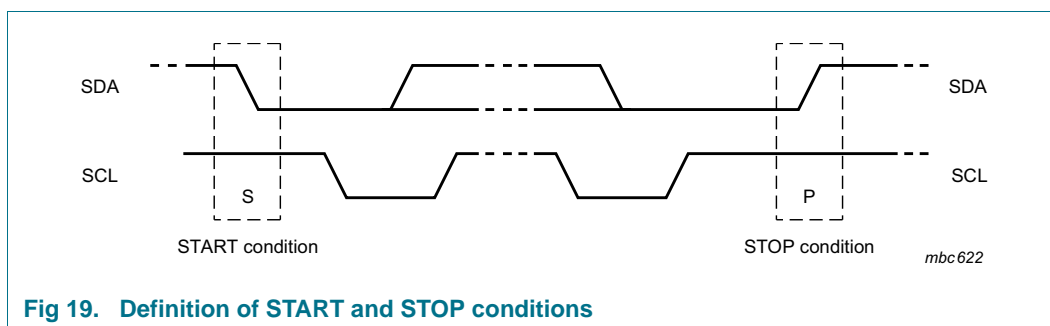 SDA SDA
SCL SCL
S P
START condition STOP condition
mbc622
Fig 19. Definition of START and STOP conditions